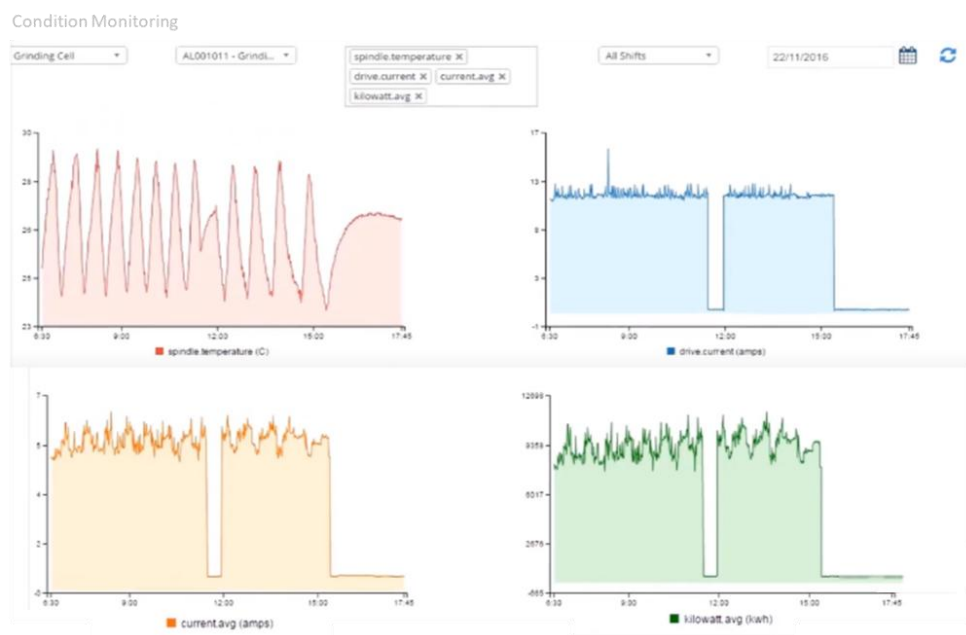 Condition Monitoring
Grinding Cell
AL001011 - Grindi...
spindle.temperature ×
All Shifts
22/11/2016
drive.current × current.avg ×
kilowatt.avg ×
30
28
26
25
23
6:30 9:00 12:00 15:00 17:45
spindle.temperature (C)
17
13
8
3
-1
6:30 9:00 12:00 15:00 17:45
drive.current (amps)
7
5
4
2
-0
6:30 9:00 12:00 15:00 17:45
current.avg (amps)
12698
9358
6017
2676
6:30 9:00 12:00 15:00 17:45
kilowatt.avg (kwh)